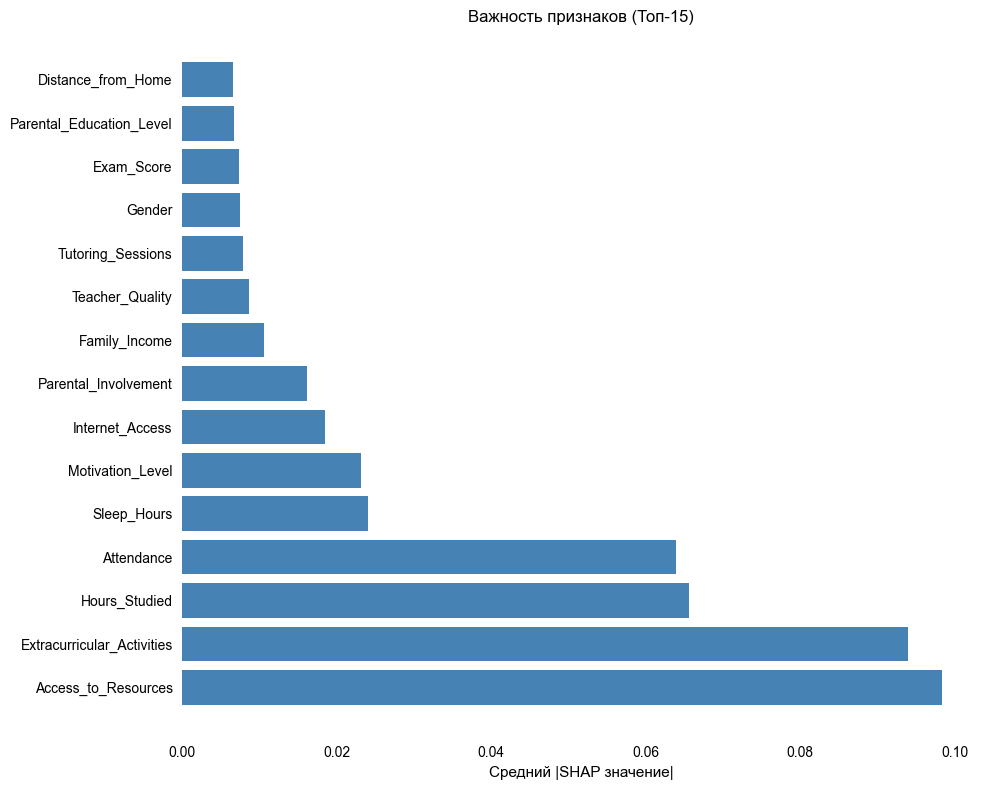 Важность признаков (Топ-15)
Distance_from_Home
Parental_Education_Level
Exam_Score
Gender
Tutoring_Sessions
Teacher_Quality
Family_Income
Parental_Involvement
Internet_Access
Motivation_Level
Sleep_Hours
Attendance
Hours_Studied
Extracurricular_Activities
Access_to_Resources
0.00 0.02 0.04 0.06 0.08 0.10
Средний |SHAP значение|